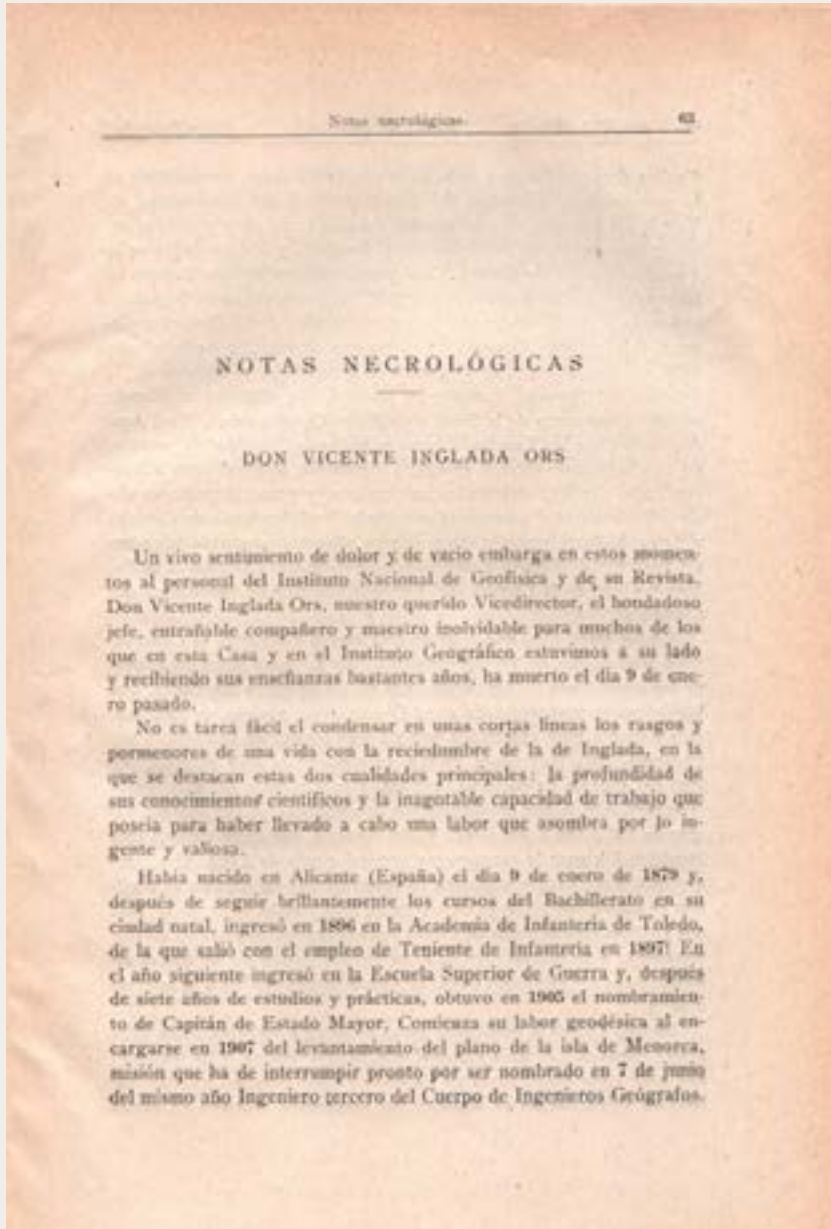 Notas necrológicas 63
NOTAS NECROLÓGICAS
DON VICENTE INGLADA ORS
Un vivo sentimiento de dolor y de vacío embarga en estos momen-
tos al personal del Instituto Nacional de Geofísica y de su Revista.
Don Vicente Inglada Ors, nuestro querido Vicedirector, el bondadoso
jefe, entrañable compañero y maestro inolvidable para muchos de los
que en esta Casa y en el Instituto Geográfico estuvimos a su lado
y recibiendo sus enseñanzas bastantes años, ha muerto el día 9 de ene-
ro pasado.
No es tarea fácil el condensar en unas cortas líneas los rasgos y
pormenores de una vida con la reciedumbre de la de Inglada, en la
que se destacan estas dos cualidades principales: la profundidad de
sus conocimientos científicos y la inagotable capacidad de trabajo que
poseía para haber llevado a cabo una labor que asombra por lo in-
gente y valiosa.
Había nacido en Alicante (España) el día 9 de enero de 1879 y,
después de seguir brillantemente los cursos del Bachillerato en su
ciudad natal, ingresó en 1896 en la Academia de Infantería de Toledo,
de la que salió con el empleo de Teniente de Infantería en 1897. En
el año siguiente ingresó en la Escuela Superior de Guerra y, después
de siete años de estudios y prácticas, obtuvo en 1905 el nombramien-
to de Capitán de Estado Mayor. Comienza su labor geodésica al en-
cargarse en 1907 del levantamiento del plano de la isla de Menorca,
misión que ha de interrumpir pronto por ser nombrado en 7 de junio
del mismo año Ingeniero tercero del Cuerpo de Ingenieros Geógrafos.